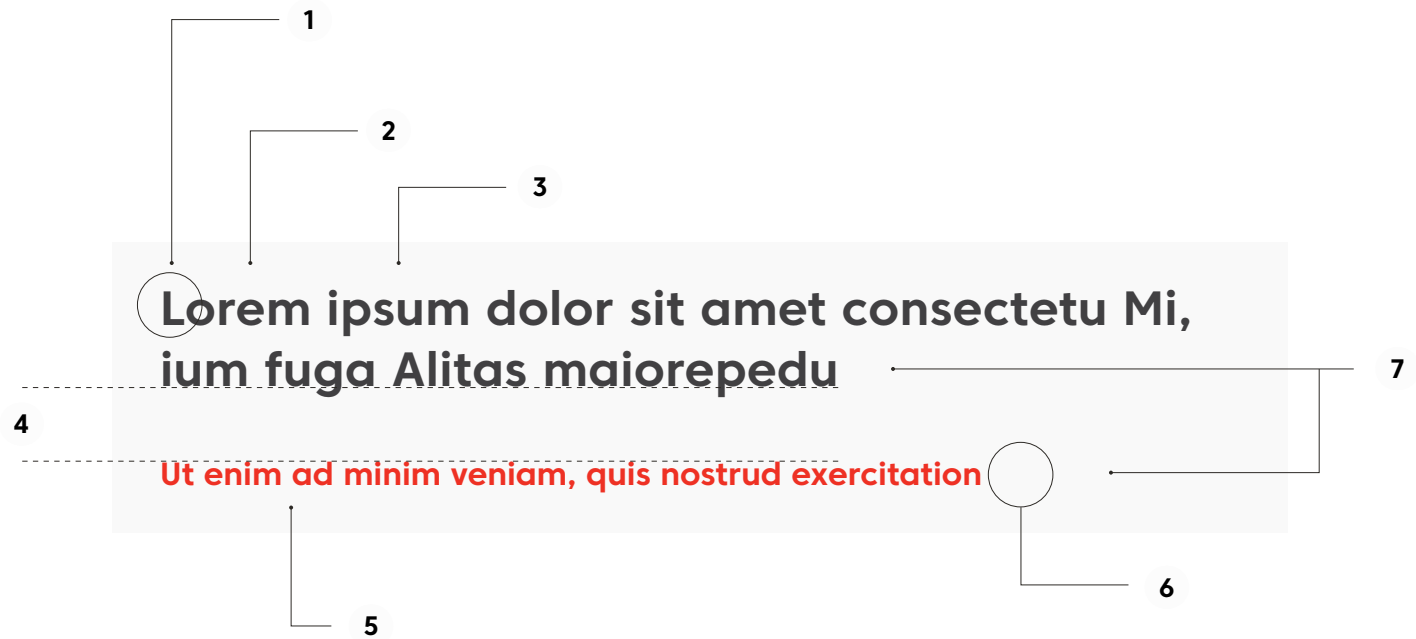 1
2
3
Lorem ipsum dolor sit amet consectetu Mi,
ium fuga Alitas maiorepedu
7
4
Ut enim ad minim veniam, quis nostrud exercitation
6
5